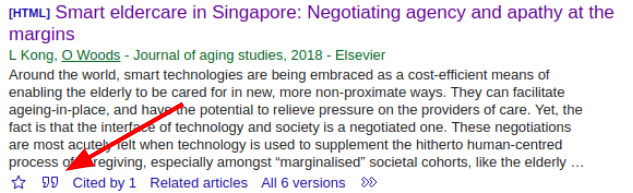 [HTML] Smart eldercare in Singapore: Negotiating agency and apathy at the
margins
L Kong, O Woods - Journal of aging studies, 2018 - Elsevier
Around the world, smart technologies are being embraced as a cost-efficient means of
enabling the elderly to be cared for in new, more non-proximate ways. They can facilitate
ageing-in-place, and have the potential to relieve pressure on the providers of care. Yet, the
fact is that the interface of technology and society is a negotiated one. These negotiations
are most acutely felt when technology is used to supplement the hitherto human-centred
process of caregiving, especially amongst “marginalised” societal cohorts, like the elderly …
Cited by 1 Related articles All 6 versions